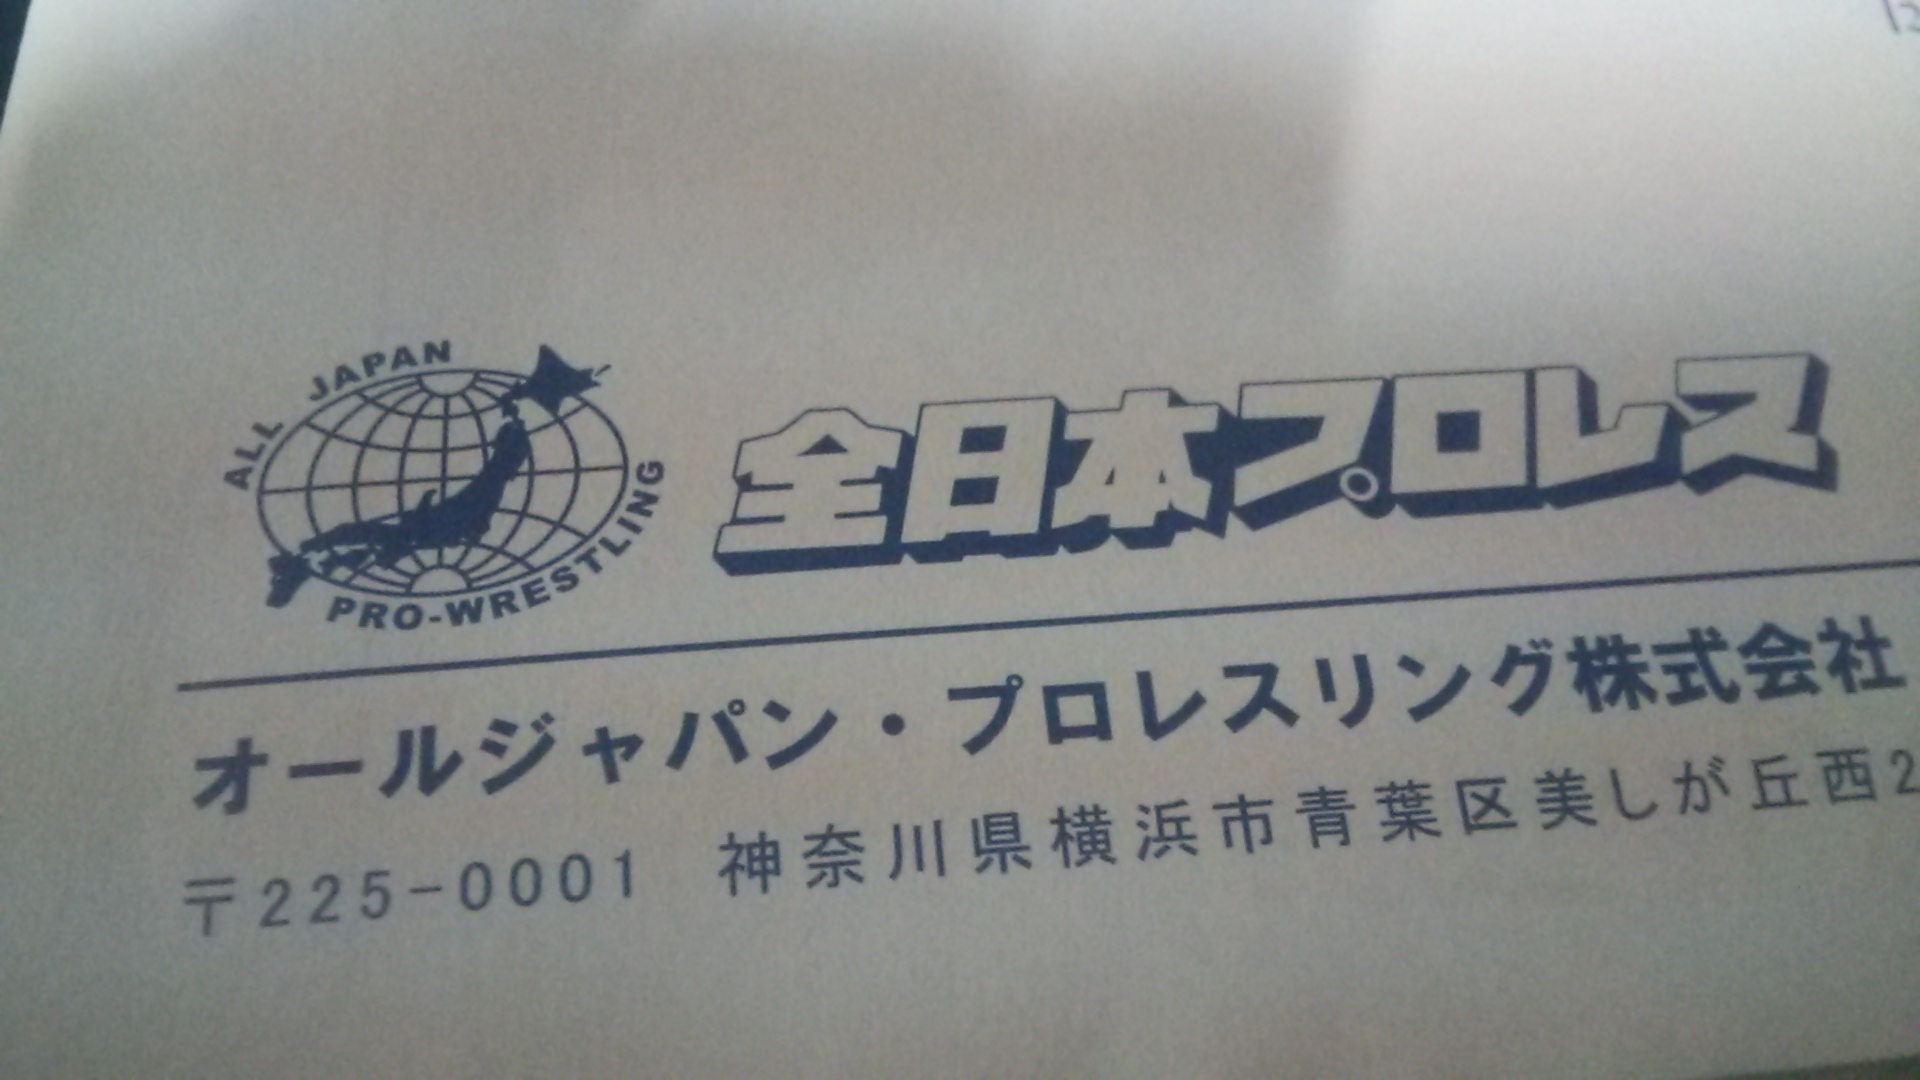 ALL JAPAN
PRO-WRESTLING
全日本プロレス
オールジャパン・プロレスリング株式会社
〒225-0001 神奈川県横浜市青葉区美しが丘西2